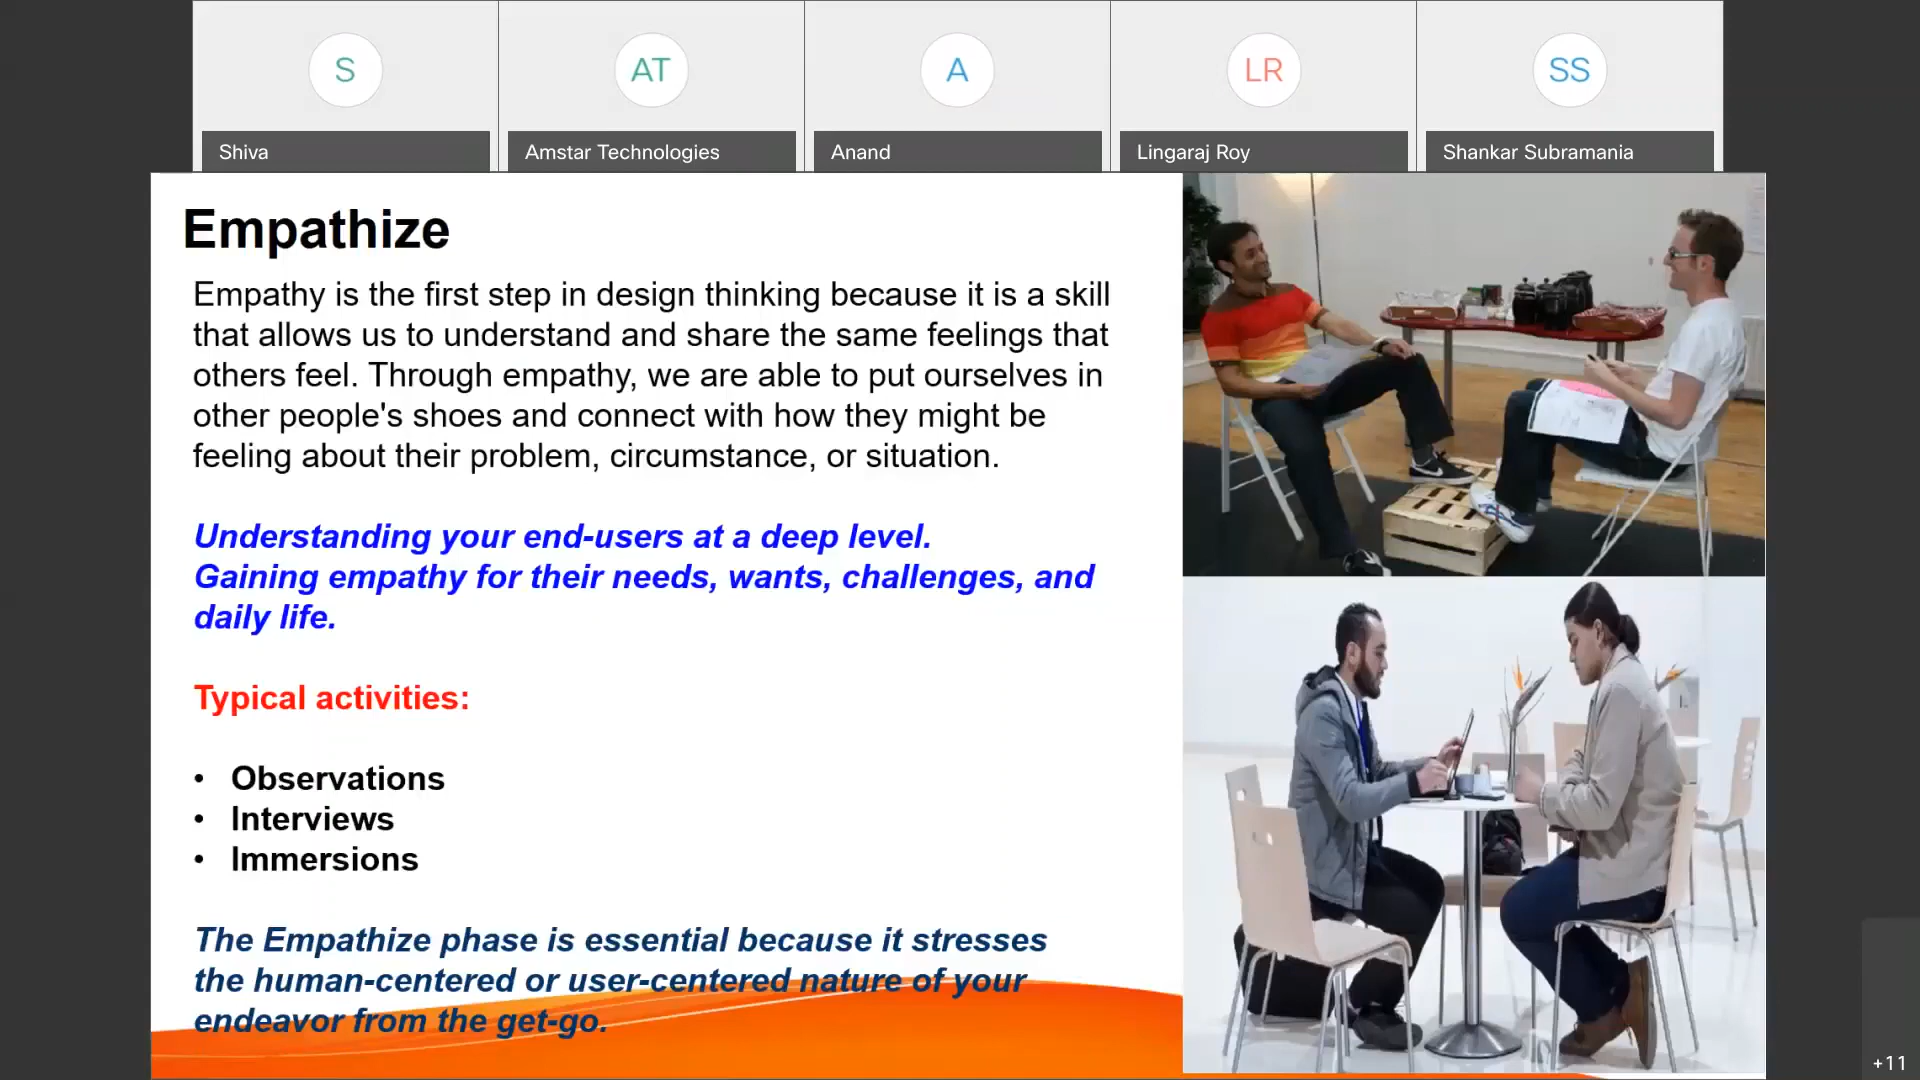 S
AT
A
LR
SS
Shiva
Amstar Technologies
Anand
Lingaraj Roy
Shankar Subramania
Empathize
Empathy is the first step in design thinking because it is a skill
that allows us to understand and share the same feelings that
others feel. Through empathy, we are able to put ourselves in
other people's shoes and connect with how they might be
feeling about their problem, circumstance, or situation.
Understanding your end-users at a deep level.
Gaining empathy for their needs, wants, challenges, and
daily life.
Typical activities:
• Observations
• Interviews
• Immersions
The Empathize phase is essential because it stresses
the human-centered or user-centered nature of your
endeavor from the get-go.
+11